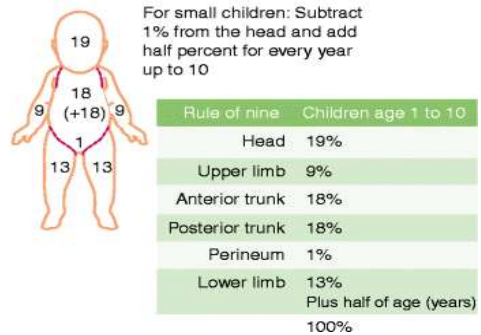 For small children: Subtract
1% from the head and add
half percent for every year
up to 10
19
18
(+18)
9
9
1
13
13
Rule of nine Children age 1 to 10
Head 19%
Upper limb 9%
Anterior trunk 18%
Posterior trunk 18%
Perineum 1%
Lower limb 13%
Plus half of age (years)
100%